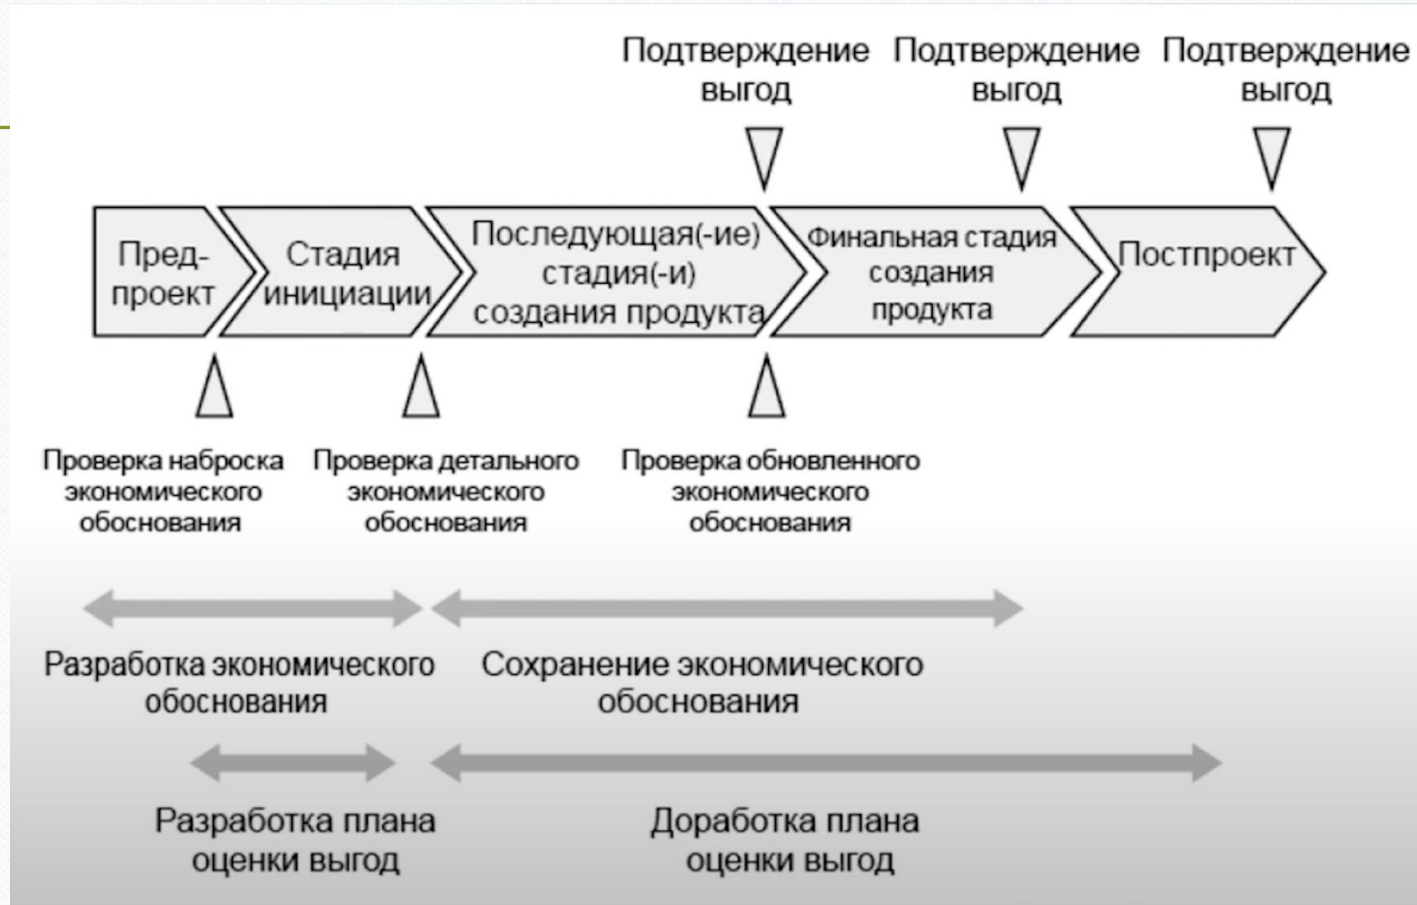 Подтверждение
выгод
Подтверждение
выгод
Подтверждение
выгод
Пред-
проект
Стадия
инициации
Последующая(-ие)
стадия(-и)
создания продукта
Финальная стадия
создания
продукта
Постпроект
Проверка наброска
экономического
обоснования
Проверка детального
экономического
обоснования
Проверка обновленного
экономического
обоснования
Разработка экономического
обоснования
Сохранение экономического
обоснования
Разработка плана
оценки выгод
Доработка плана
оценки выгод